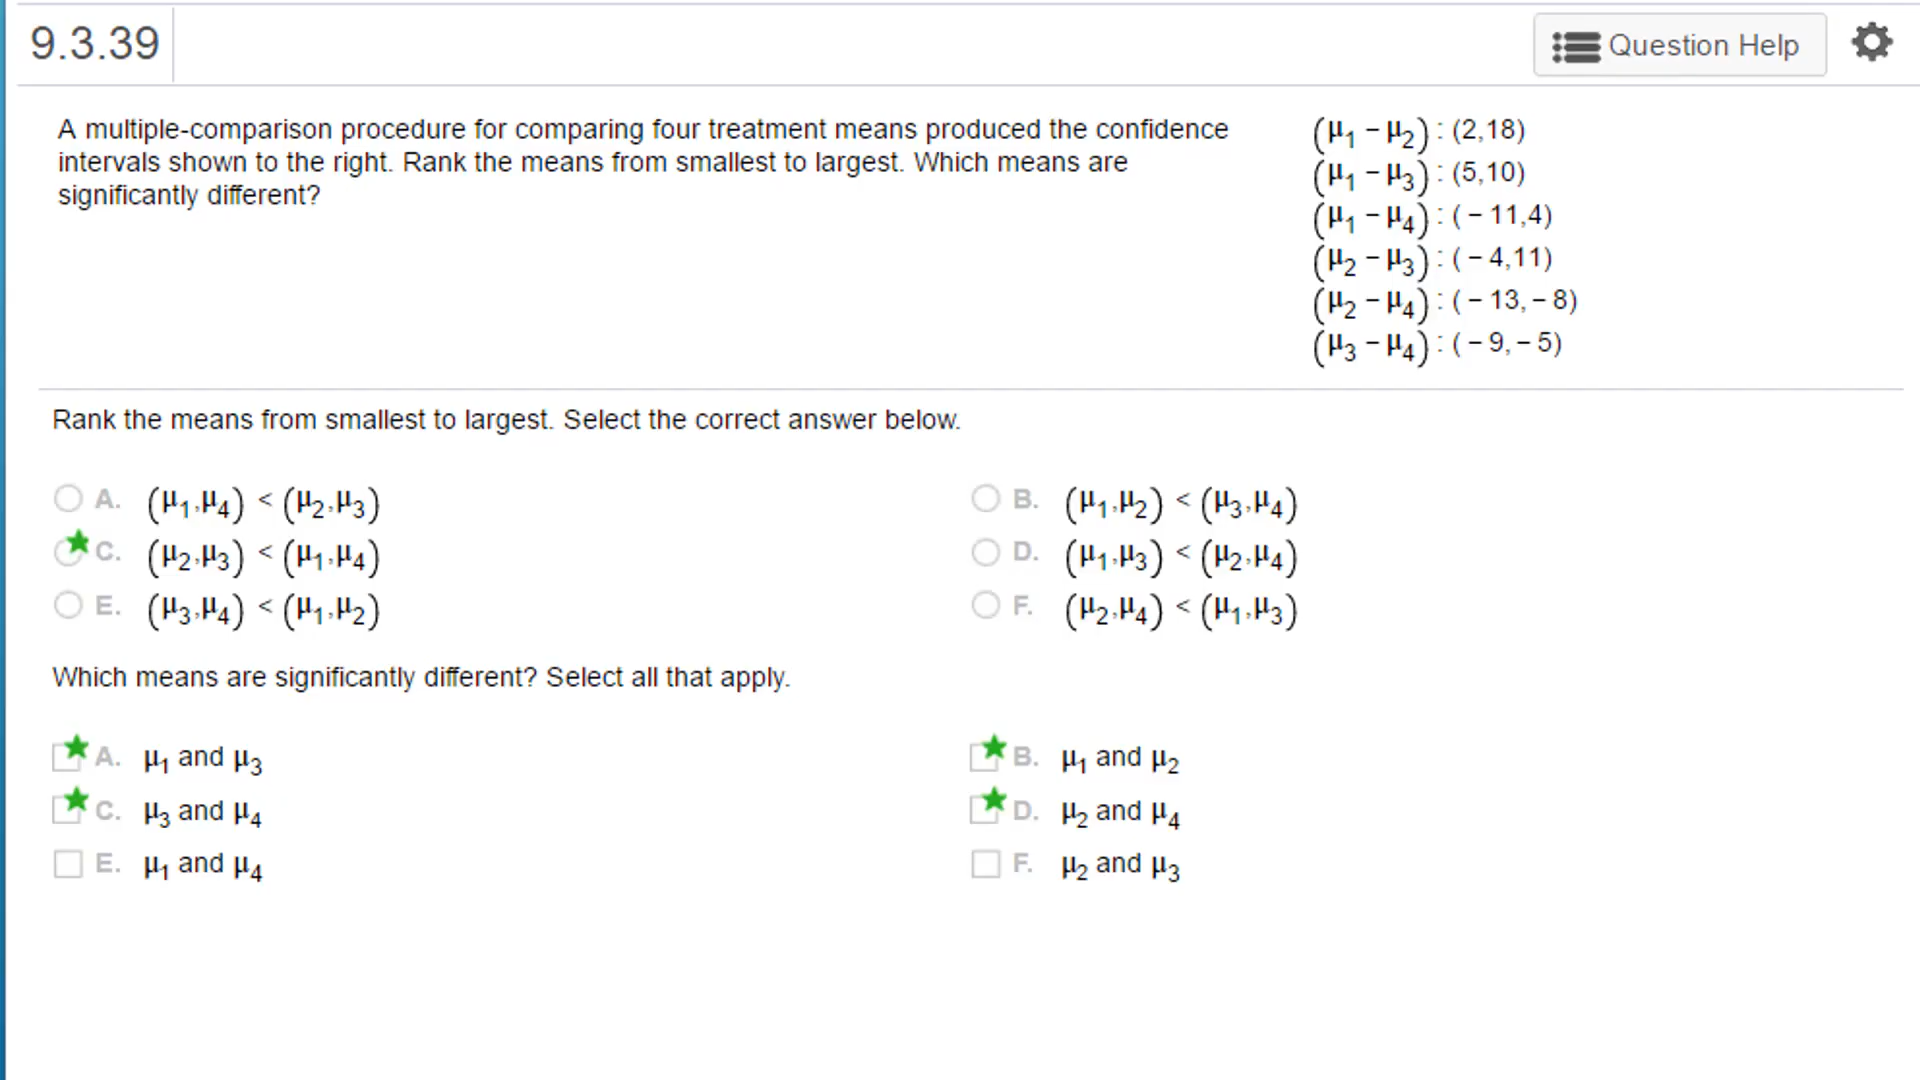 9.3.39
Question Help
A multiple-comparison procedure for comparing four treatment means produced the confidence
intervals shown to the right. Rank the means from smallest to largest. Which means are
significantly different?
(μ₁ − μ₂) : (2,18)
(μ₁ − μ₃) : (5,10)
(μ₁ − μ₄) : ( − 11,4)
(μ₂ − μ₃) : ( − 4,11)
(μ₂ − μ₄) : ( − 13, − 8)
(μ₃ − μ₄) : ( − 9, − 5)
Rank the means from smallest to largest. Select the correct answer below.
A. (μ₁,μ₄) < (μ₂,μ₃)
B. (μ₁,μ₂) < (μ₃,μ₄)
C. (μ₂,μ₃) < (μ₁,μ₄)
D. (μ₁,μ₃) < (μ₂,μ₄)
E. (μ₃,μ₄) < (μ₁,μ₂)
F. (μ₂,μ₄) < (μ₁,μ₃)
Which means are significantly different? Select all that apply.
A. μ₁ and μ₃
B. μ₁ and μ₂
C. μ₃ and μ₄
D. μ₂ and μ₄
E. μ₁ and μ₄
F. μ₂ and μ₃